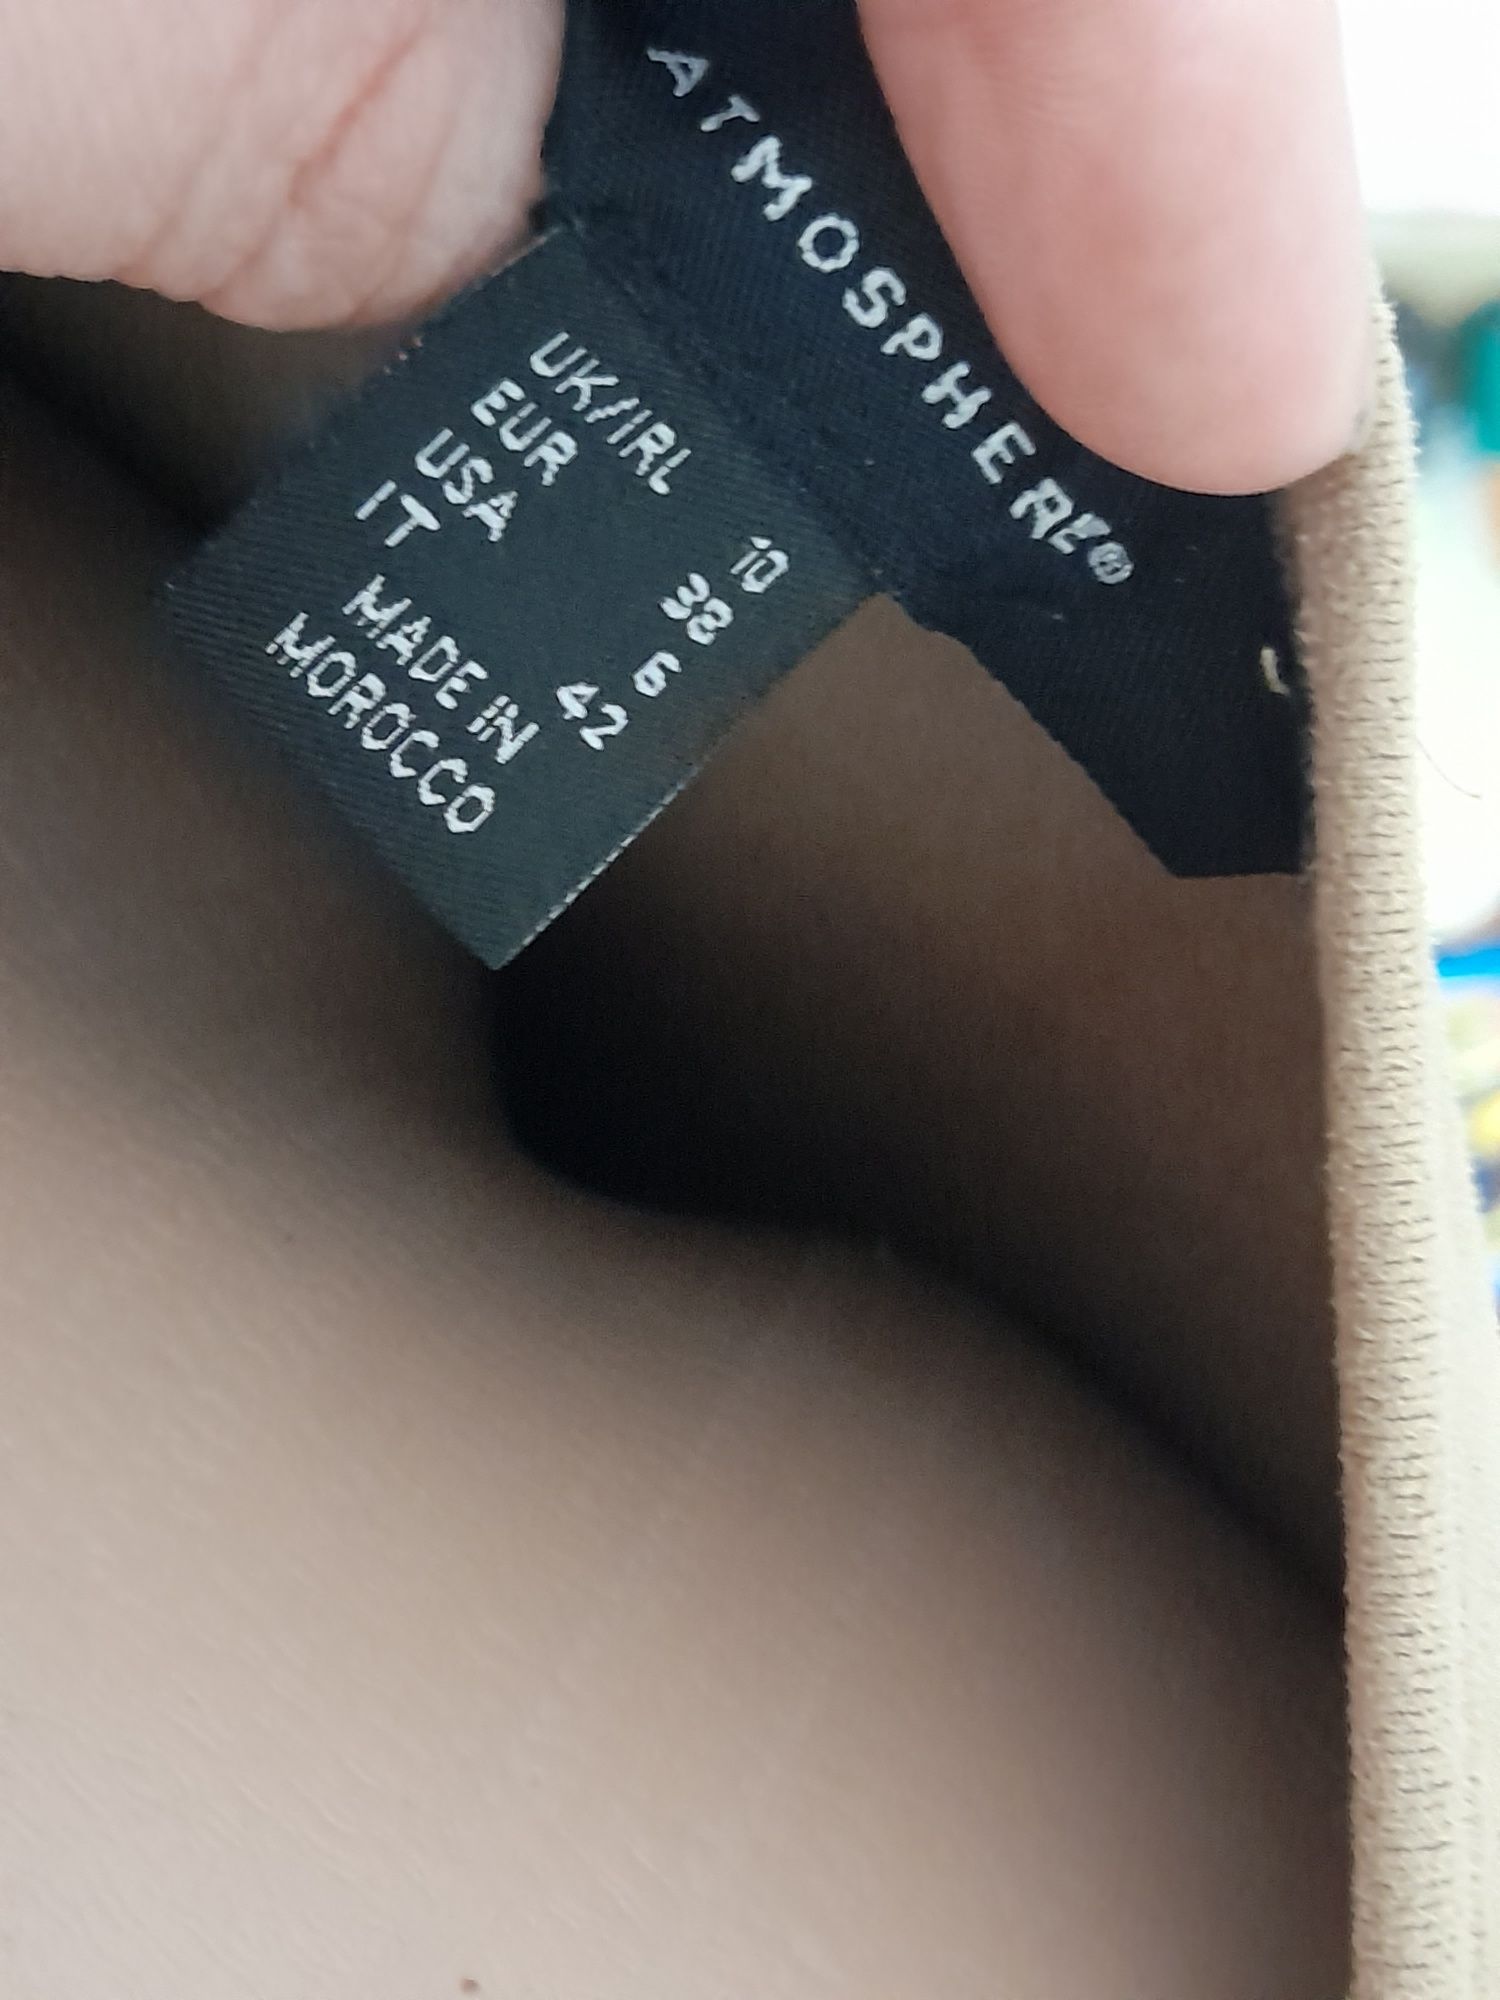 ATMOSPHERE®
UK/IRL 10
EUR 38
USA 6
IT 42
MADE IN
MOROCCO